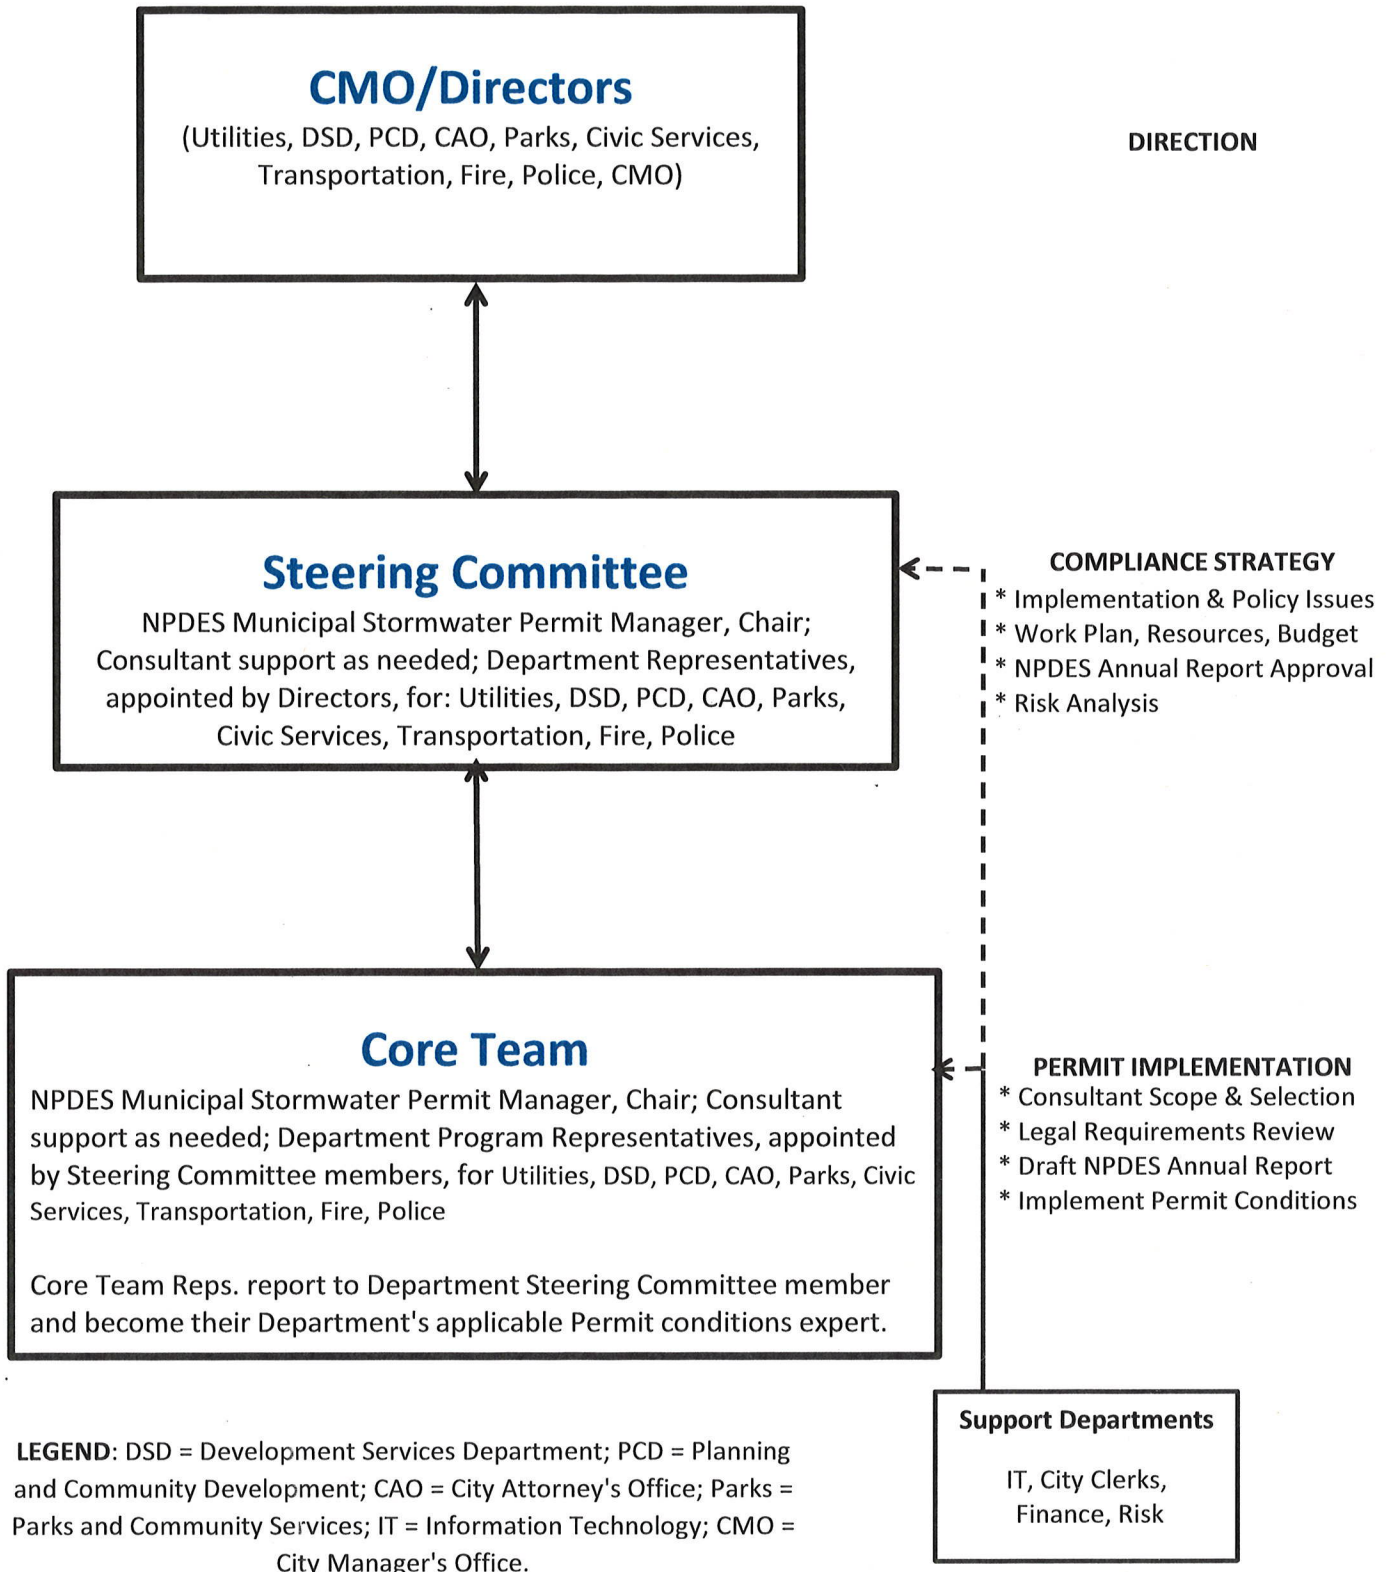 CMO/Directors
(Utilities, DSD, PCD, CAO, Parks, Civic Services,
Transportation, Fire, Police, CMO)
DIRECTION
Steering Committee
NPDES Municipal Stormwater Permit Manager, Chair;
Consultant support as needed; Department Representatives,
appointed by Directors, for: Utilities, DSD, PCD, CAO, Parks,
Civic Services, Transportation, Fire, Police
COMPLIANCE STRATEGY
* Implementation & Policy Issues
* Work Plan, Resources, Budget
* NPDES Annual Report Approval
* Risk Analysis
Core Team
NPDES Municipal Stormwater Permit Manager, Chair; Consultant
support as needed; Department Program Representatives, appointed
by Steering Committee members, for Utilities, DSD, PCD, CAO, Parks, Civic
Services, Transportation, Fire, Police
Core Team Reps. report to Department Steering Committee member
and become their Department's applicable Permit conditions expert.
PERMIT IMPLEMENTATION
* Consultant Scope & Selection
* Legal Requirements Review
* Draft NPDES Annual Report
* Implement Permit Conditions
Support Departments
IT, City Clerks,
Finance, Risk
LEGEND: DSD = Development Services Department; PCD = Planning
and Community Development; CAO = City Attorney's Office; Parks =
Parks and Community Services; IT = Information Technology; CMO =
City Manager's Office.